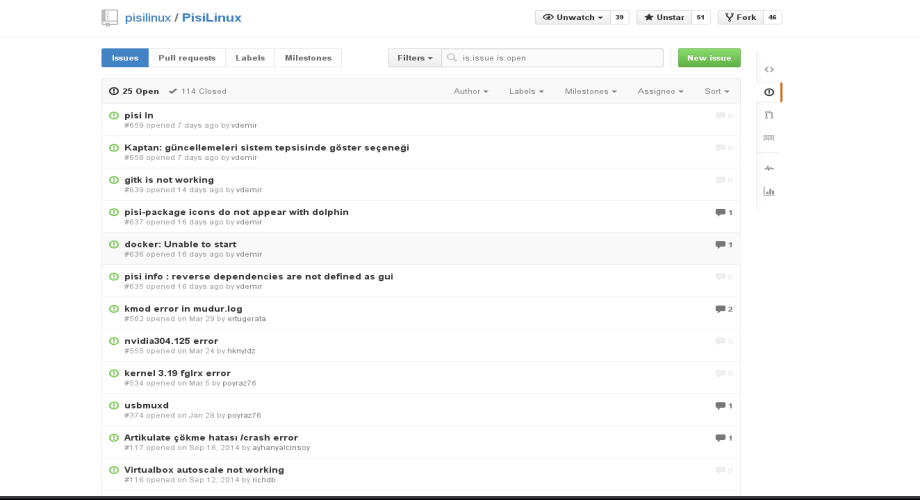 pisilinux / PisiLinux
Unwatch 39 Unstar 51 Fork 46
Issues Pull requests Labels Milestones Filters is:issue is:open New issue
25 Open 114 Closed Author Labels Milestones Assignee Sort
pisi ln 0
#659 opened 7 days ago by vdemir
Kaptan: güncellemeleri sistem tepsisinde göster seçeneği 0
#658 opened 7 days ago by vdemir
gitk is not working 0
#639 opened 14 days ago by vdemir
pisi-package icons do not appear with dolphin 1
#637 opened 16 days ago by vdemir
docker: Unable to start 1
#636 opened 16 days ago by vdemir
pisi info : reverse dependencies are not defined as gui 0
#635 opened 16 days ago by vdemir
kmod error in mudur.log 2
#562 opened on Mar 29 by ertugerata
nvidia304.125 error 0
#555 opened on Mar 24 by hknyldz
kernel 3.19 fglrx error 0
#534 opened on Mar 5 by poyraz76
usbmuxd 1
#374 opened on Jan 28 by poyraz76
Artikulate çökme hatası /crash error 1
#117 opened on Sep 16, 2014 by ayhanyalcinsoy
Virtualbox autoscale not working 0
#116 opened on Sep 12, 2014 by richdb